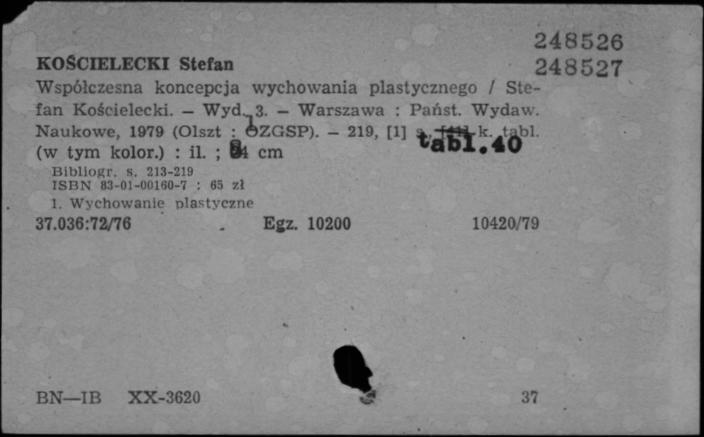 248526
KOŚCIELECKI Stefan 248527
Współczesna koncepcja wychowania plastycznego / Ste-
fan Kościelecki. — Wyd. 3. — Warszawa : Państ. Wydaw.
Naukowe, 1979 (Olszt : OZGSP). — 219, [1] s., k. tabl.
tabl.40
(w tym kolor.) : il. ; 24 cm
Bibliogr. s. 213-219
ISBN 83-01-00160-7 : 65 zł
1. Wychowanie plastyczne
37.036:72/76 Egz. 10200 10420/79
BN—IB XX-3620 37